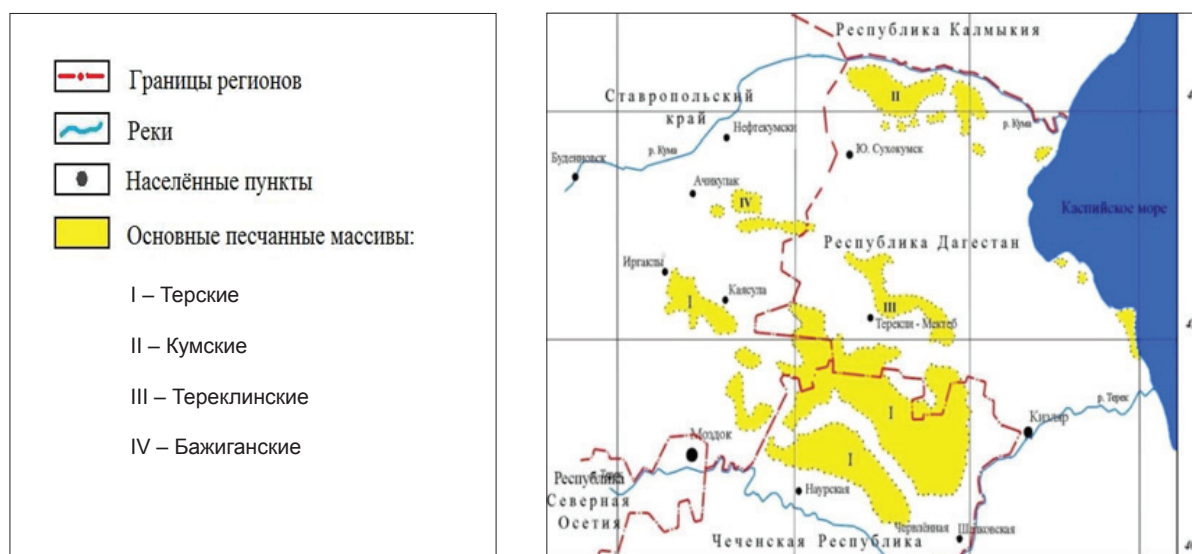 Границы регионов
Реки
Населённые пункты
Основные песчанные массивы:
I – Терские
II – Кумские
III – Тереклинские
IV – Бажиганские
Республика Калмыкия
Ставропольский
край
II
р. Кума
Нефтекумски
р. Кума
Ю. Сухокумск
Буденновск
Ачикулак
IV
Каспийское море
Республика Дагестан
Иргаклы
I
Каясула
III
Терекли - Мектеб
р. Терек
I
Кизляр
Моздок
I
р. Терек
Республика
Северная
Осетия
Наурская
Червлённая
Шелковская
Чеченская Республика